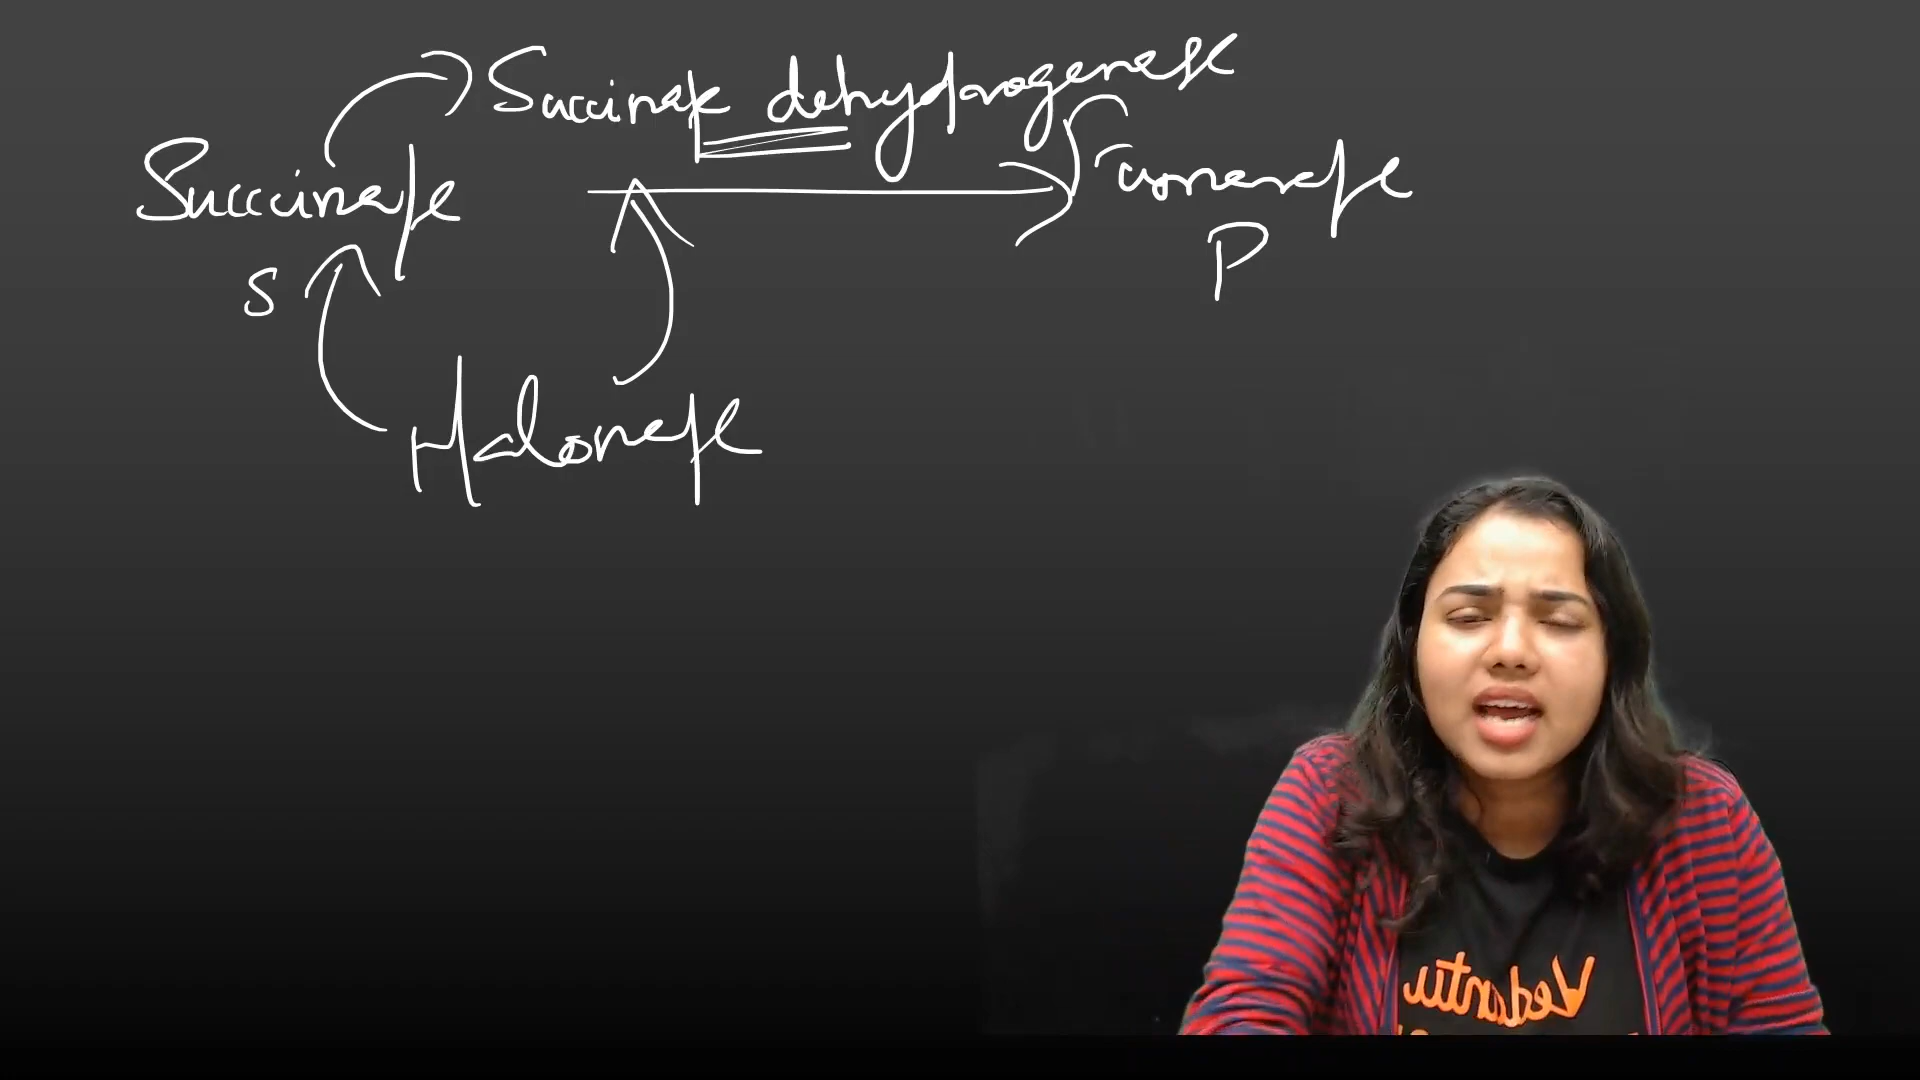 Succinate dehydrogenase
Succinate
Fumarate
S
P
Malonate
Vedantu